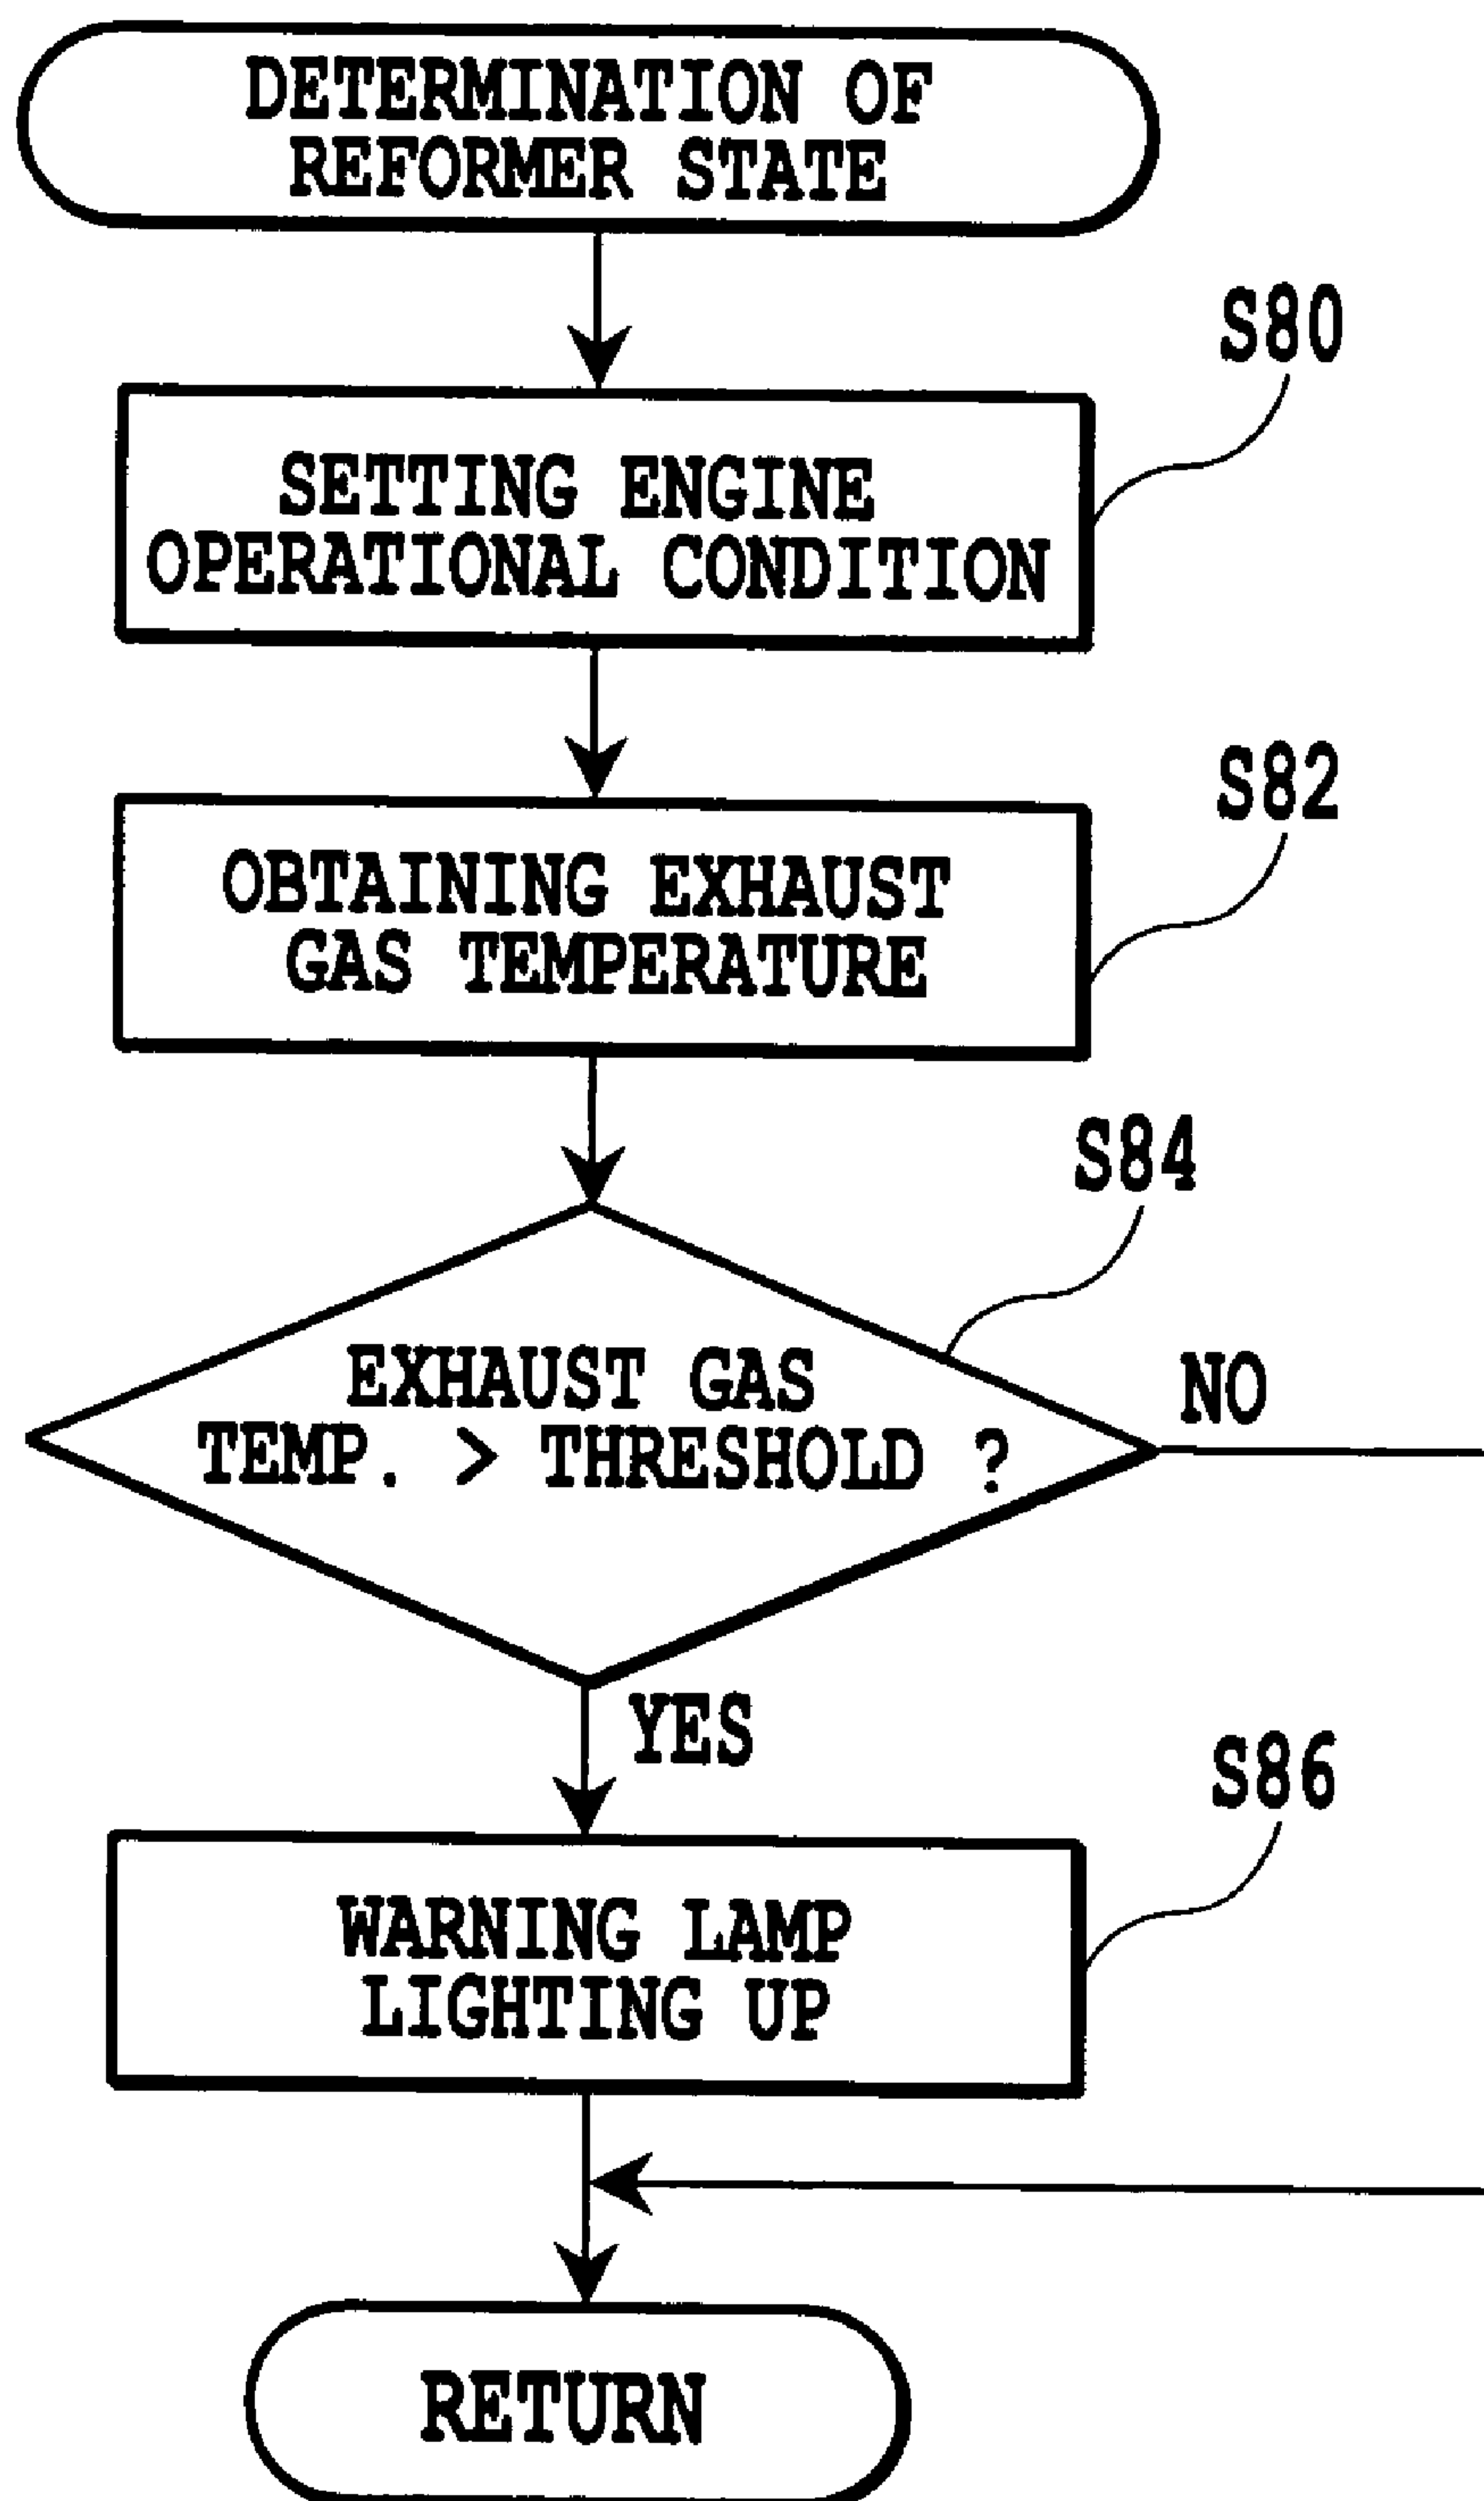 DETERMINATION OF
REFORMER STATE
S80
SETTING ENGINE
OPERATIONAL CONDITION
S82
OBTAINING EXHAUST
GAS TEMPERATURE
S84
EXHAUST GAS
TEMP. > THRESHOLD ?
NO
YES
S86
WARNING LAMP
LIGHTING UP
RETURN